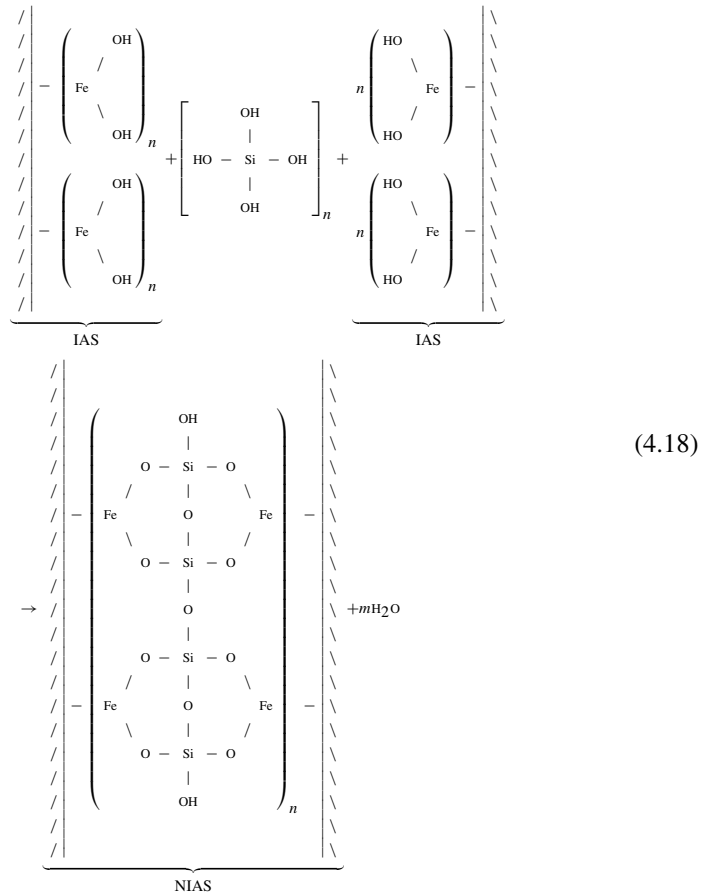 − ( Fe OH OH )n + [ HO − Si − OH OH OH ]n + n ( HO HO Fe ) −
− ( Fe OH OH )n n ( HO HO Fe ) −
IAS IAS
OH
O − Si − O
− Fe O Fe −
O − Si − O
→ O +mH2O
O − Si − O
− Fe O Fe −
O − Si − O
OH
n
NIAS
(4.18)